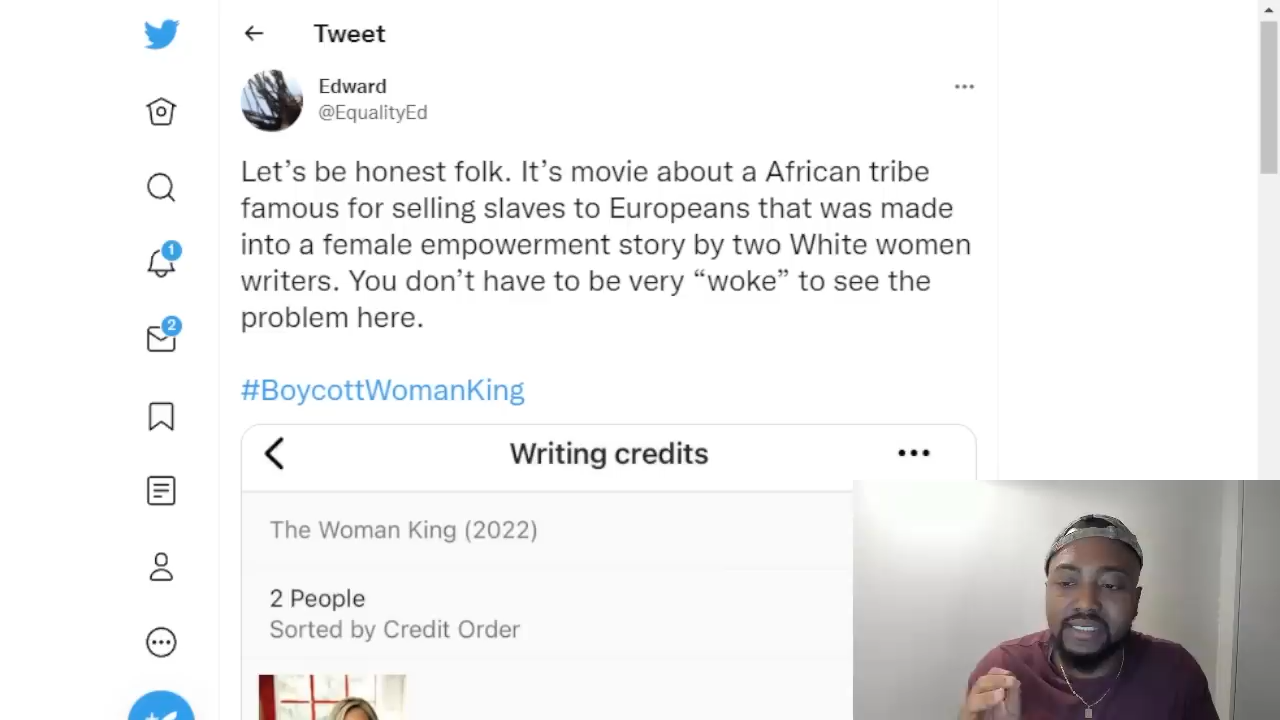 Tweet
Edward
@EqualityEd
Let’s be honest folk. It’s movie about a African tribe
famous for selling slaves to Europeans that was made
into a female empowerment story by two White women
writers. You don’t have to be very “woke” to see the
problem here.
#BoycottWomanKing
1
2
Writing credits
The Woman King (2022)
2 People
Sorted by Credit Order